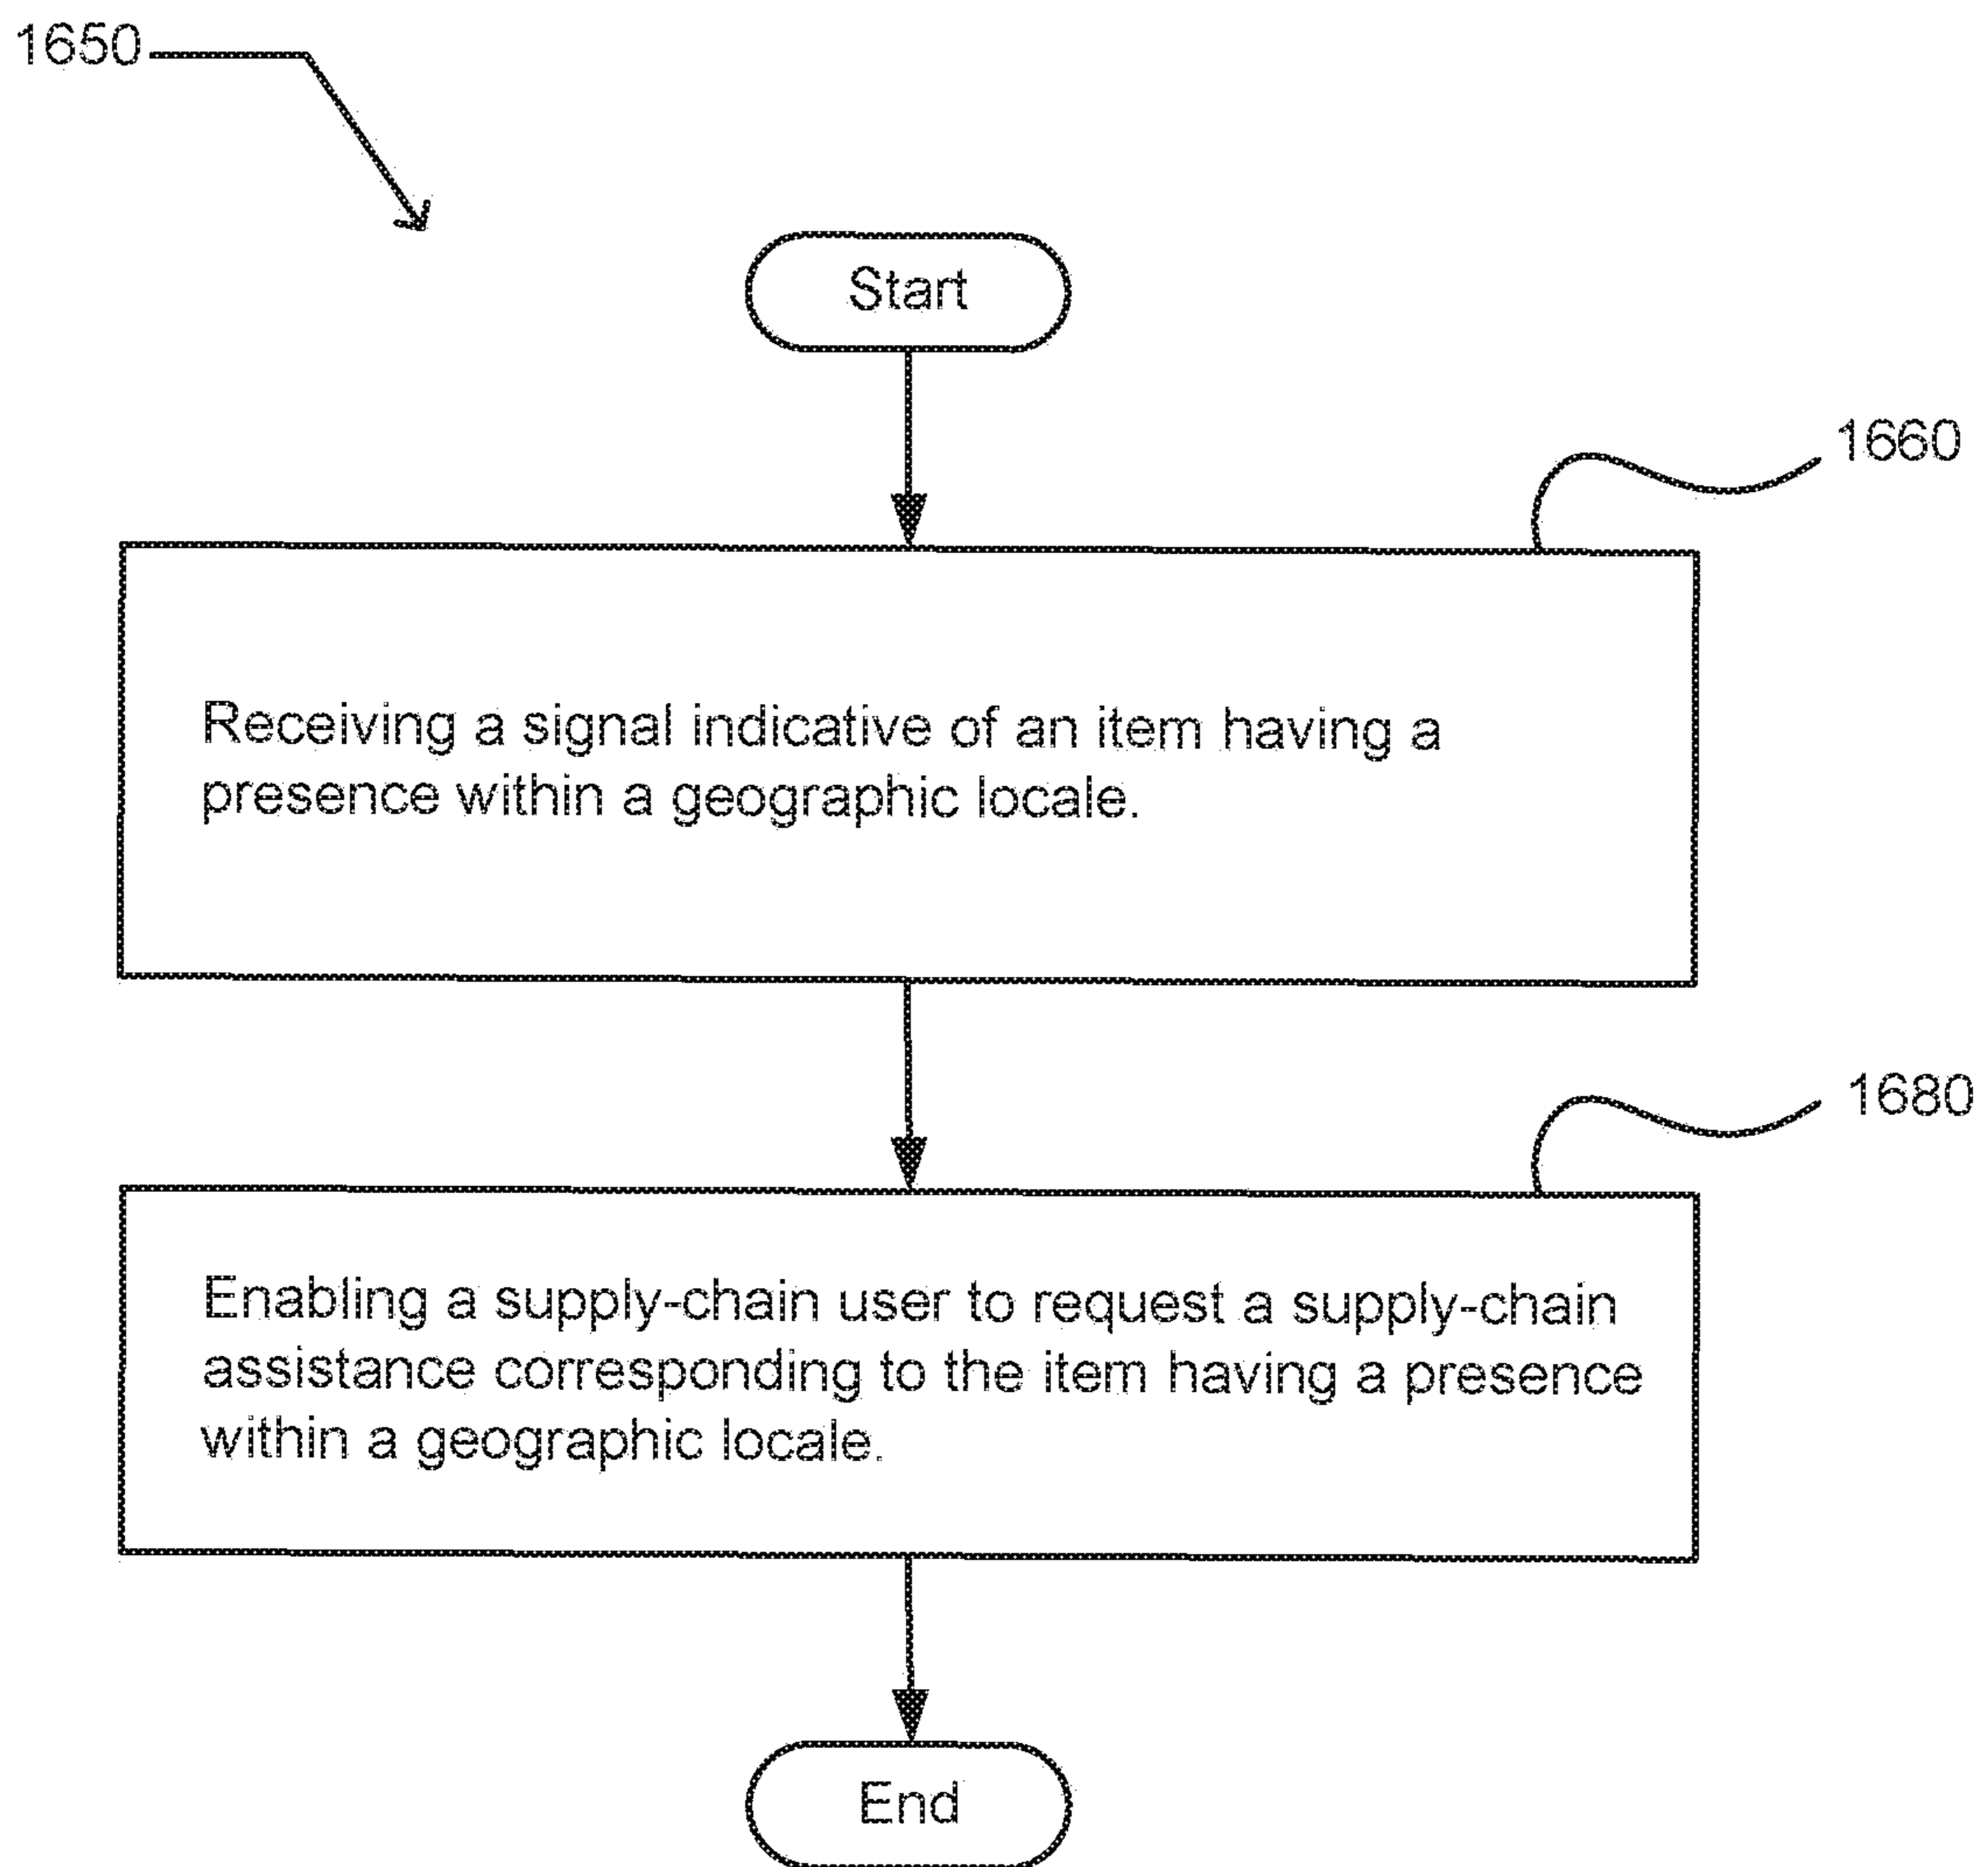 1650
Start
1660
Receiving a signal indicative of an item having a
presence within a geographic locale.
1680
Enabling a supply-chain user to request a supply-chain
assistance corresponding to the item having a presence
within a geographic locale.
End